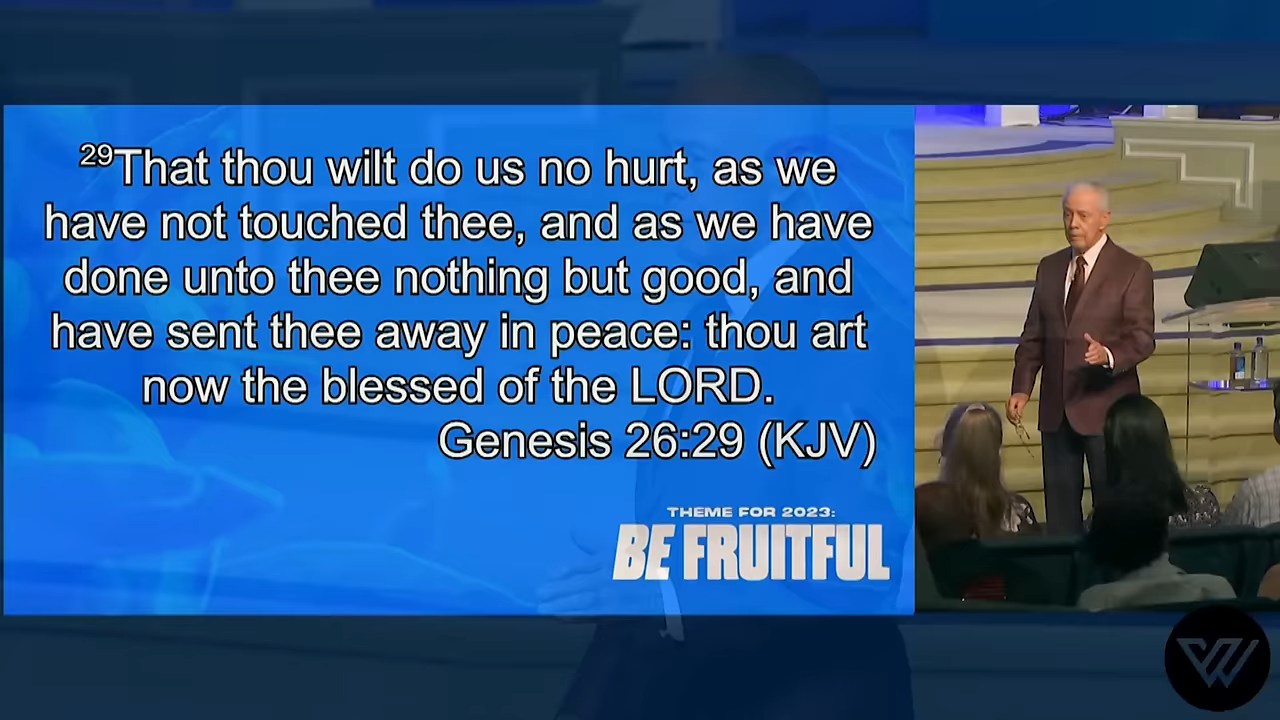 29That thou wilt do us no hurt, as we
have not touched thee, and as we have
done unto thee nothing but good, and
have sent thee away in peace: thou art
now the blessed of the LORD.
Genesis 26:29 (KJV)
THEME FOR 2023:
BE FRUITFUL
W